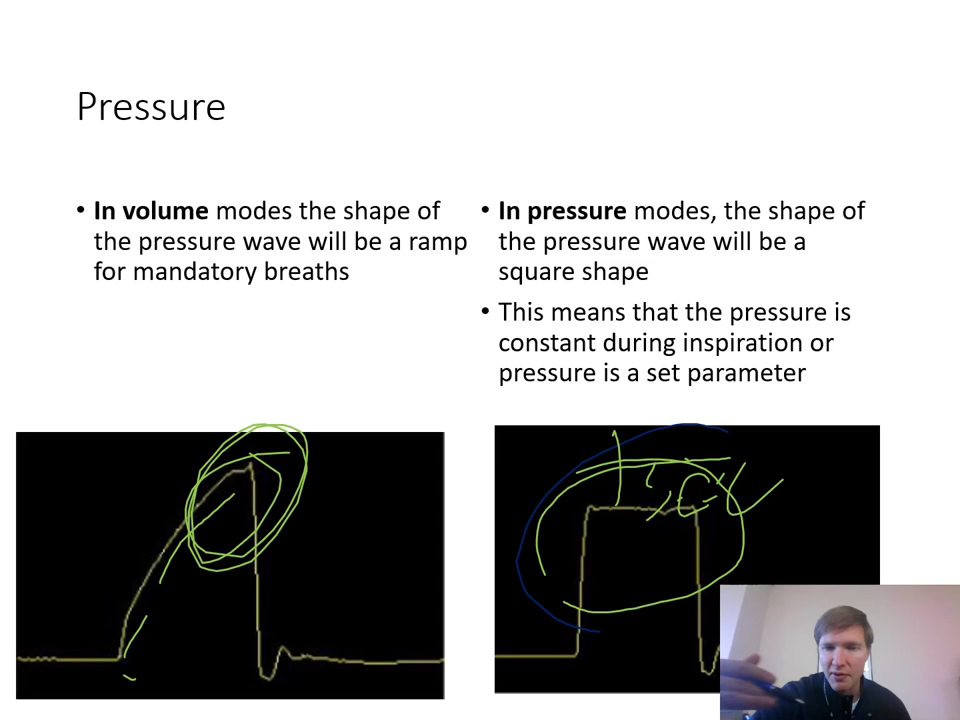 Pressure
• In volume modes the shape of
the pressure wave will be a ramp
for mandatory breaths
• In pressure modes, the shape of
the pressure wave will be a
square shape
• This means that the pressure is
constant during inspiration or
pressure is a set parameter